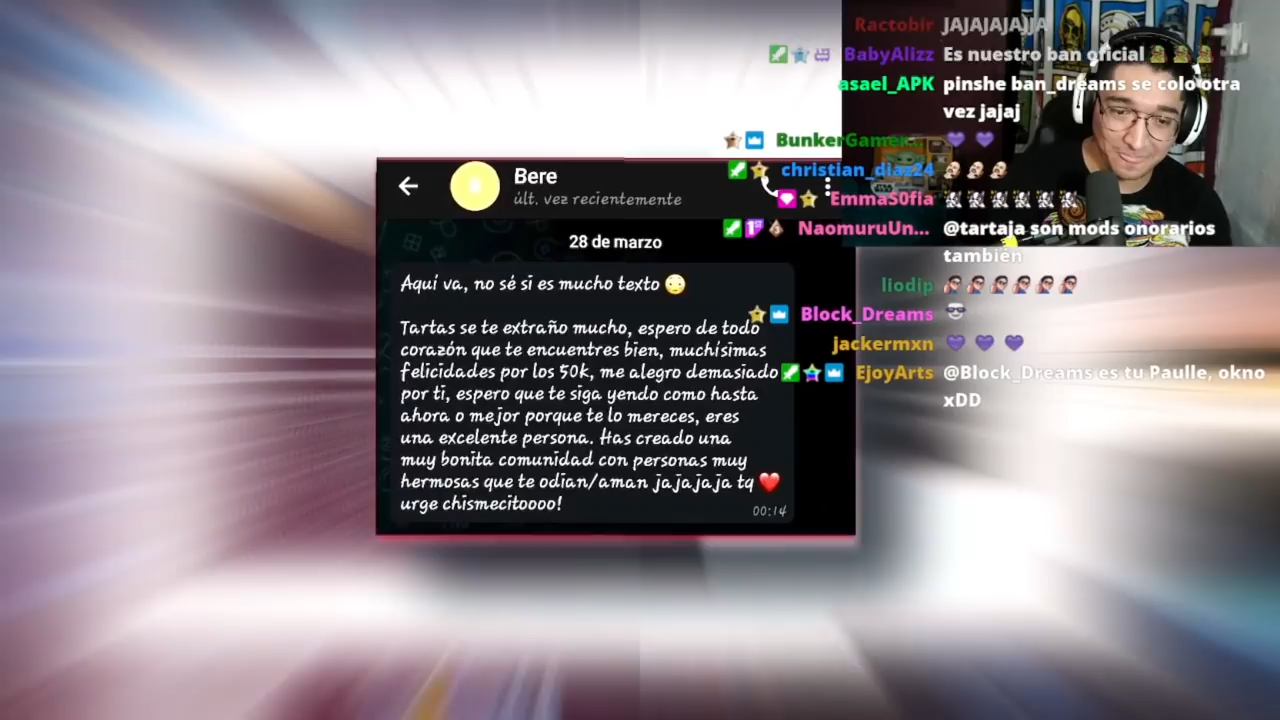 Bere
últ. vez recientemente
28 de marzo
Aquí va, no sé si es mucho texto 😳
Tartas se te extraño mucho, espero de todo
corazón que te encuentres bien, muchísimas
felicidades por los 50k, me alegro demasiado
por ti, espero que te siga yendo como hasta
ahora o mejor porque te lo mereces, eres
una excelente persona. Has creado una
muy bonita comunidad con personas muy
hermosas que te odian/aman jajajaja tq ❤️
urge chismecitoooo!
00:14
Ractobir JAJAJAJAJJA
BabyAlizz Es nuestro ban oficial
asael_APK pinshe ban_dreams se colo otra
vez jajaj
BunkerGamer... 💜 💜
christian_diaz24
EmmaS0fia
NaomuruUn... @tartaja son mods onorarios
también
liodip
Block_Dreams
jackermxn 💜 💜 💜
EjoyArts @Block_Dreams es tu Paulle, okno
xDD